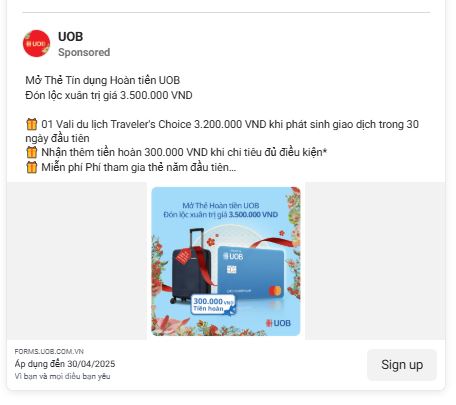 UOB
UOB
Sponsored
Mở Thẻ Tín dụng Hoàn tiền UOB
Đón lộc xuân trị giá 3.500.000 VND
🎁 01 Vali du lịch Traveler's Choice 3.200.000 VND khi phát sinh giao dịch trong 30
ngày đầu tiên
🎁 Nhận thêm tiền hoàn 300.000 VND khi chi tiêu đủ điều kiện*
🎁 Miễn phí Phí tham gia thẻ năm đầu tiên...
Mở Thẻ Hoàn tiền UOB
Đón lộc xuân trị giá 3.500.000 VND
UOB
300.000 VND
Tiền hoàn
UOB
FORMS.UOB.COM.VN
Áp dụng đến 30/04/2025
Vì bạn và mọi điều bạn yêu
Sign up